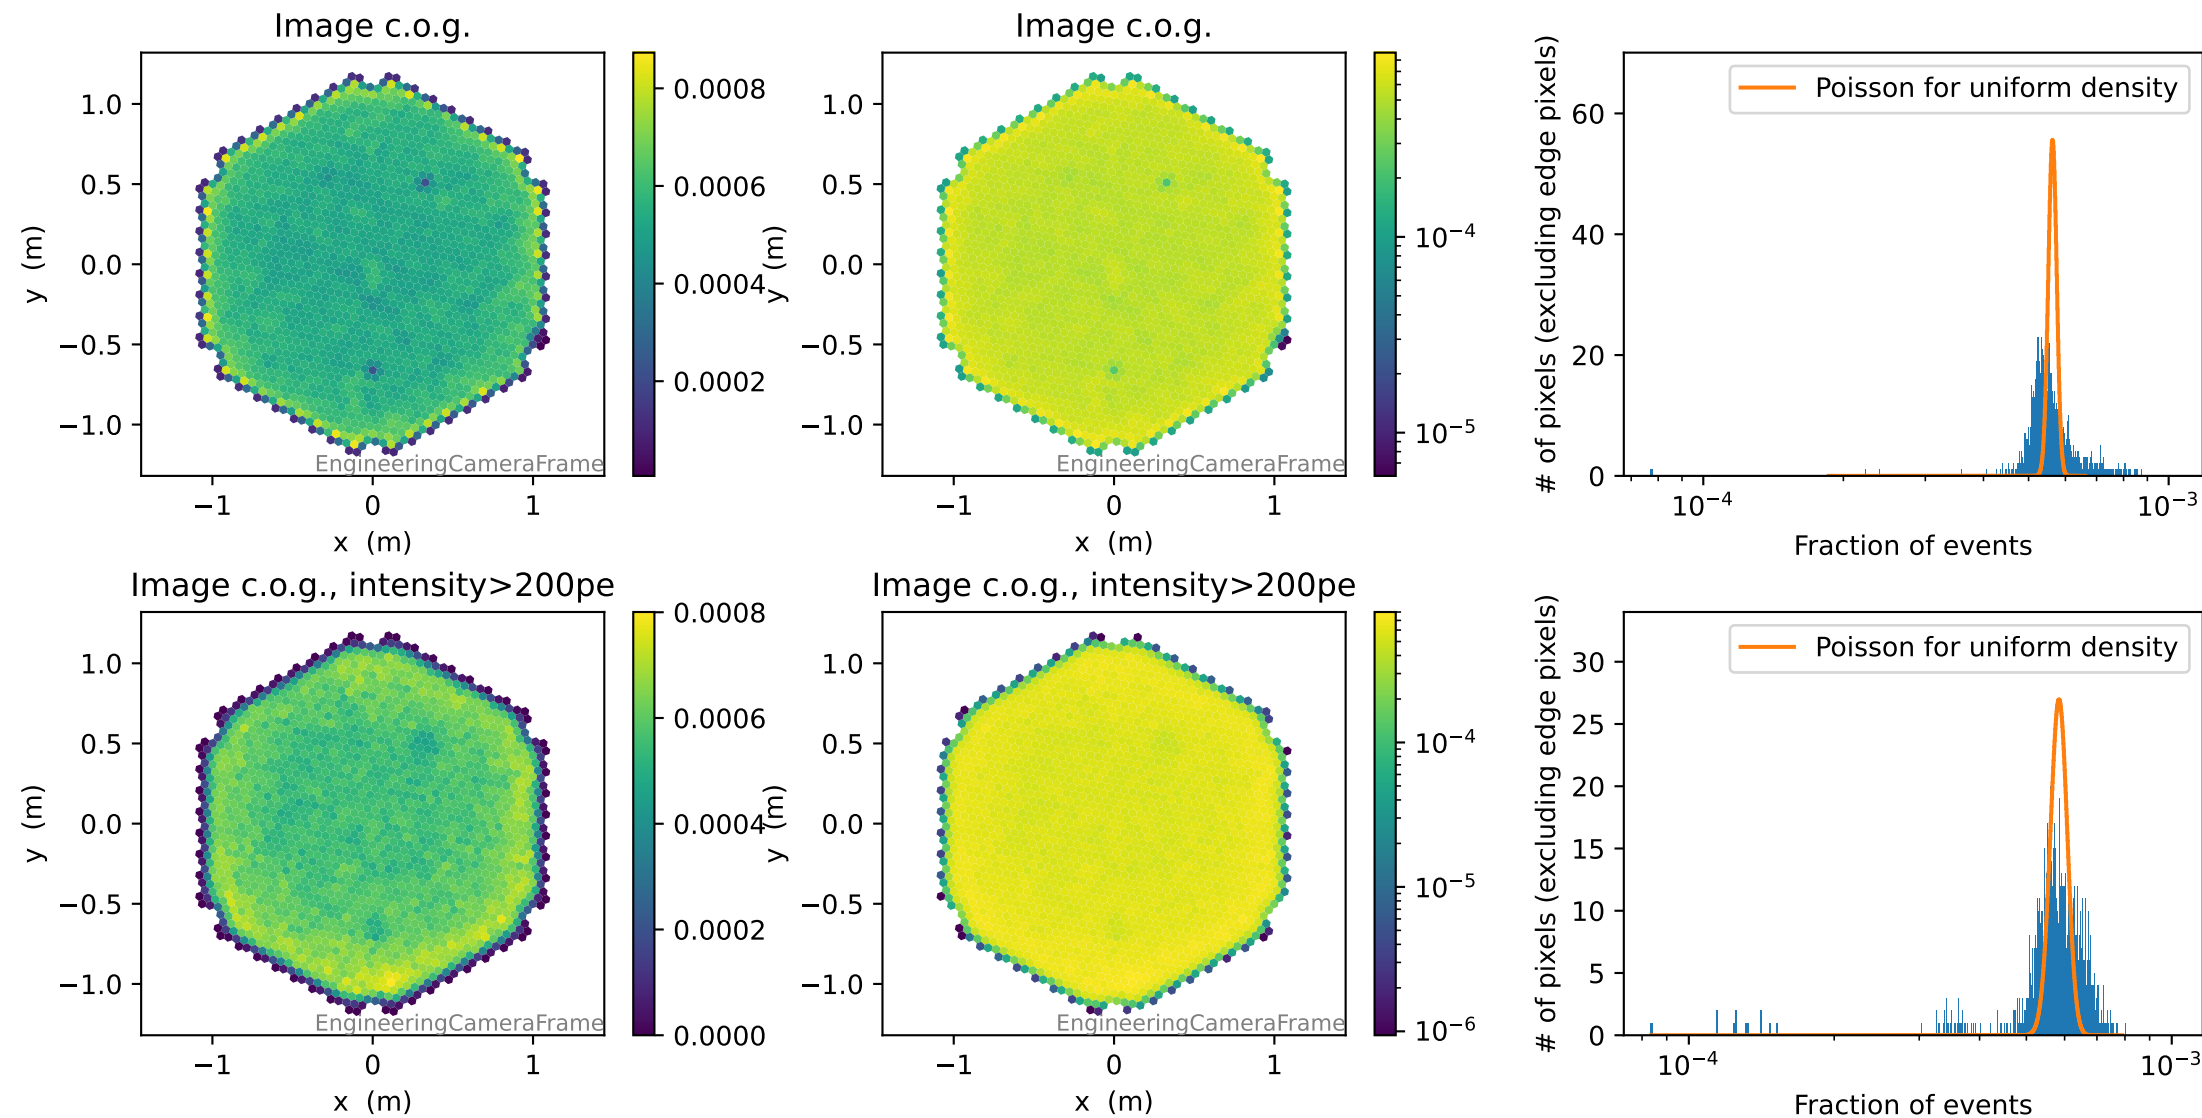 Image c.o.g.
1.0
0.5
0.0
−0.5
−1.0
y (m)
−1
0
1
x (m)
EngineeringCameraFrame
0.0008
0.0006
0.0004
0.0002
Image c.o.g.
1.0
0.5
0.0
−0.5
−1.0
y (m)
−1
0
1
x (m)
EngineeringCameraFrame
10⁻⁴
10⁻⁵
# of pixels (excluding edge pixels)
60
40
20
0
Poisson for uniform density
10⁻⁴
10⁻³
Fraction of events
Image c.o.g., intensity>200pe
1.0
0.5
0.0
−0.5
−1.0
y (m)
−1
0
1
x (m)
EngineeringCameraFrame
0.0008
0.0006
0.0004
0.0002
0.0000
Image c.o.g., intensity>200pe
1.0
0.5
0.0
−0.5
−1.0
y (m)
−1
0
1
x (m)
EngineeringCameraFrame
10⁻⁴
10⁻⁵
10⁻⁶
# of pixels (excluding edge pixels)
30
25
20
15
10
5
0
Poisson for uniform density
10⁻⁴
10⁻³
Fraction of events